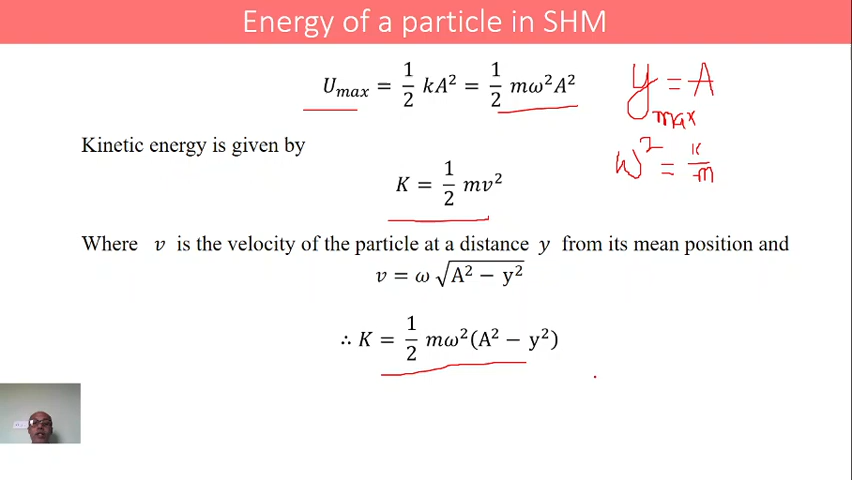 Energy of a particle in SHM
U_max = 1/2 kA² = 1/2 mω²A²
y_max = A
ω² = k/m
Kinetic energy is given by
K = 1/2 mv²
Where v is the velocity of the particle at a distance y from its mean position and
v = ω √(A² − y²)
∴ K = 1/2 mω²(A² − y²)